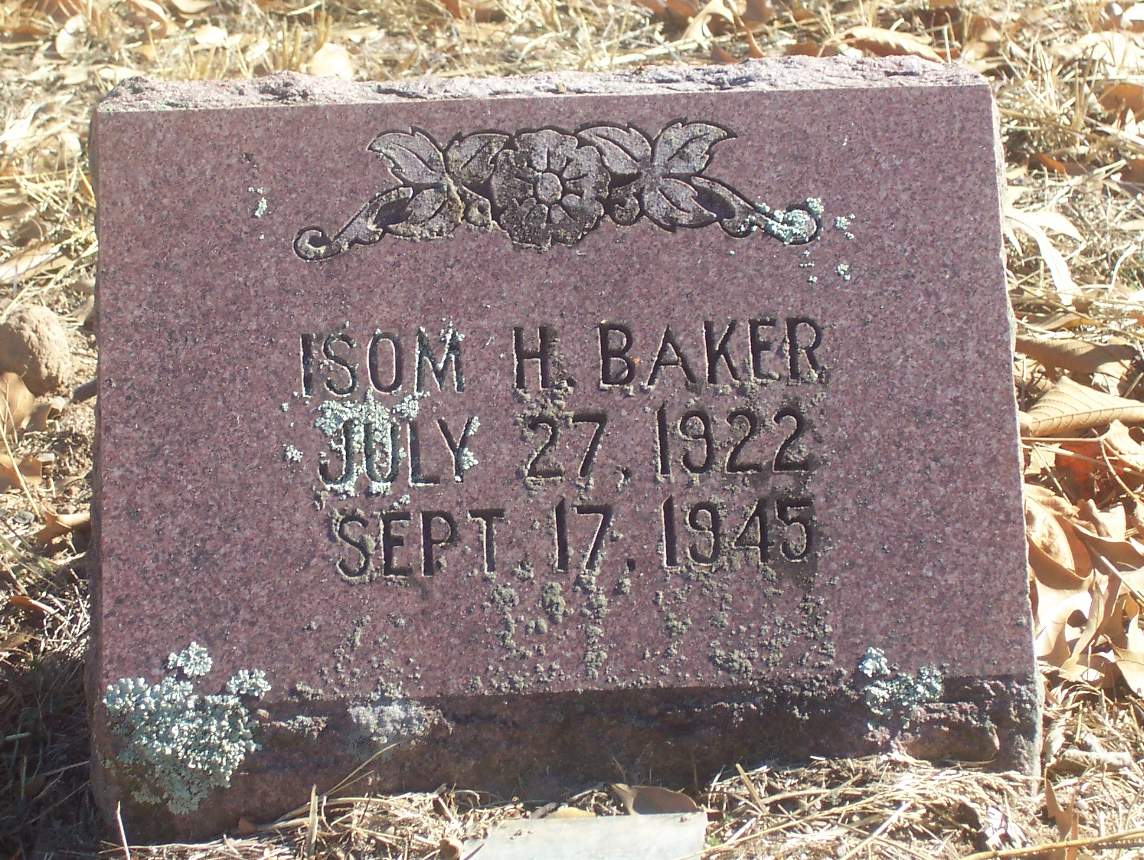 ISOM H. BAKER
JULY 27, 1922
SEPT 17, 1945